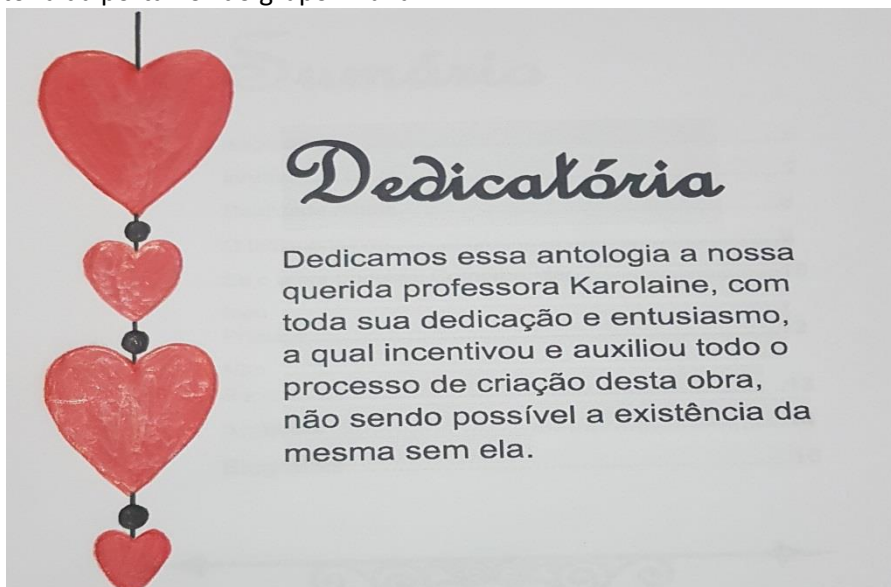 Dedicatória
Dedicamos essa antologia a nossa
querida professora Karolaine, com
toda sua dedicação e entusiasmo,
a qual incentivou e auxiliou todo o
processo de criação desta obra,
não sendo possível a existência da
mesma sem ela.